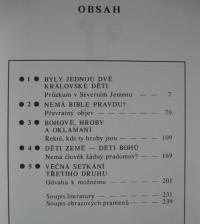 OBSAH
● 1 ● BYLY JEDNOU DVĚ
KRÁLOVSKÉ DĚTI
Průzkum v Severním Jemenu — — 7
● 2 ● NEMÁ BIBLE PRAVDU?
Převratný objev — — — — — — 79
● 3 ● BOHOVÉ, HROBY
A OKLAMANÍ
Řekni, kde ty hroby jsou — — — 109
● 4 ● DĚTI ZEMĚ — DĚTI BOHŮ
Nemá člověk žádný pradomov? — — 169
● 5 ● VĚČNÁ SETKÁNÍ
TŘETÍHO DRUHU
Odvaha k možnému — — — — 201
Soupis literatury — — — — — 231
Soupis obrazových pramenů — — 239